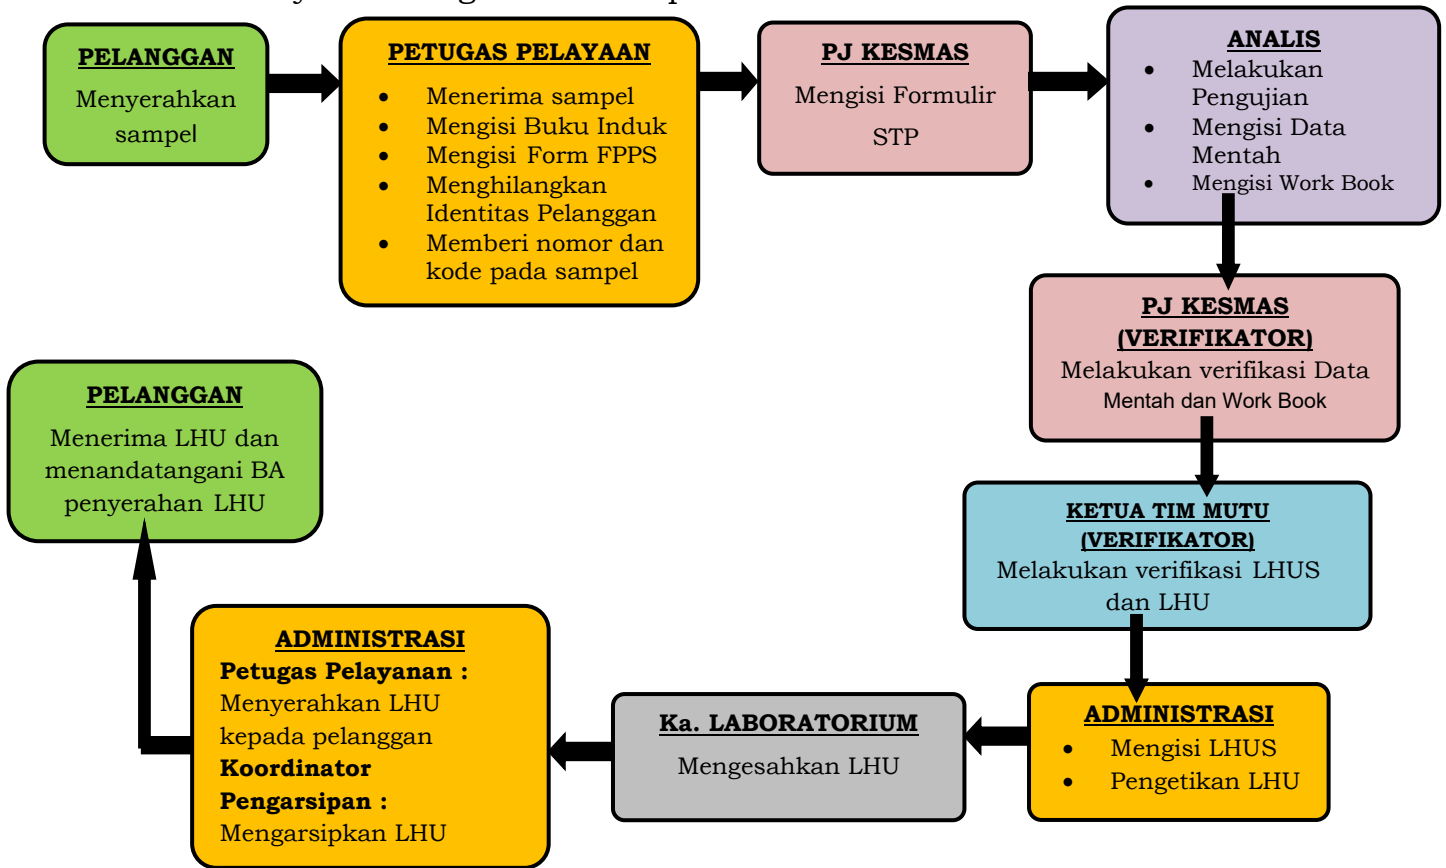 PELANGGAN
Menyerahkan
sampel
PETUGAS PELAYAAN
• Menerima sampel
• Mengisi Buku Induk
• Mengisi Form FPPS
• Menghilangkan
Identitas Pelanggan
• Memberi nomor dan
kode pada sampel
PJ KESMAS
Mengisi Formulir
STP
ANALIS
• Melakukan
Pengujian
• Mengisi Data
Mentah
• Mengisi Work Book
PJ KESMAS
(VERIFIKATOR)
Melakukan verifikasi Data
Mentah dan Work Book
KETUA TIM MUTU
(VERIFIKATOR)
Melakukan verifikasi LHUS
dan LHU
ADMINISTRASI
• Mengisi LHUS
• Pengetikan LHU
Ka. LABORATORIUM
Mengesahkan LHU
ADMINISTRASI
Petugas Pelayanan :
Menyerahkan LHU
kepada pelanggan
Koordinator
Pengarsipan :
Mengarsipkan LHU
PELANGGAN
Menerima LHU dan
menandatangani BA
penyerahan LHU